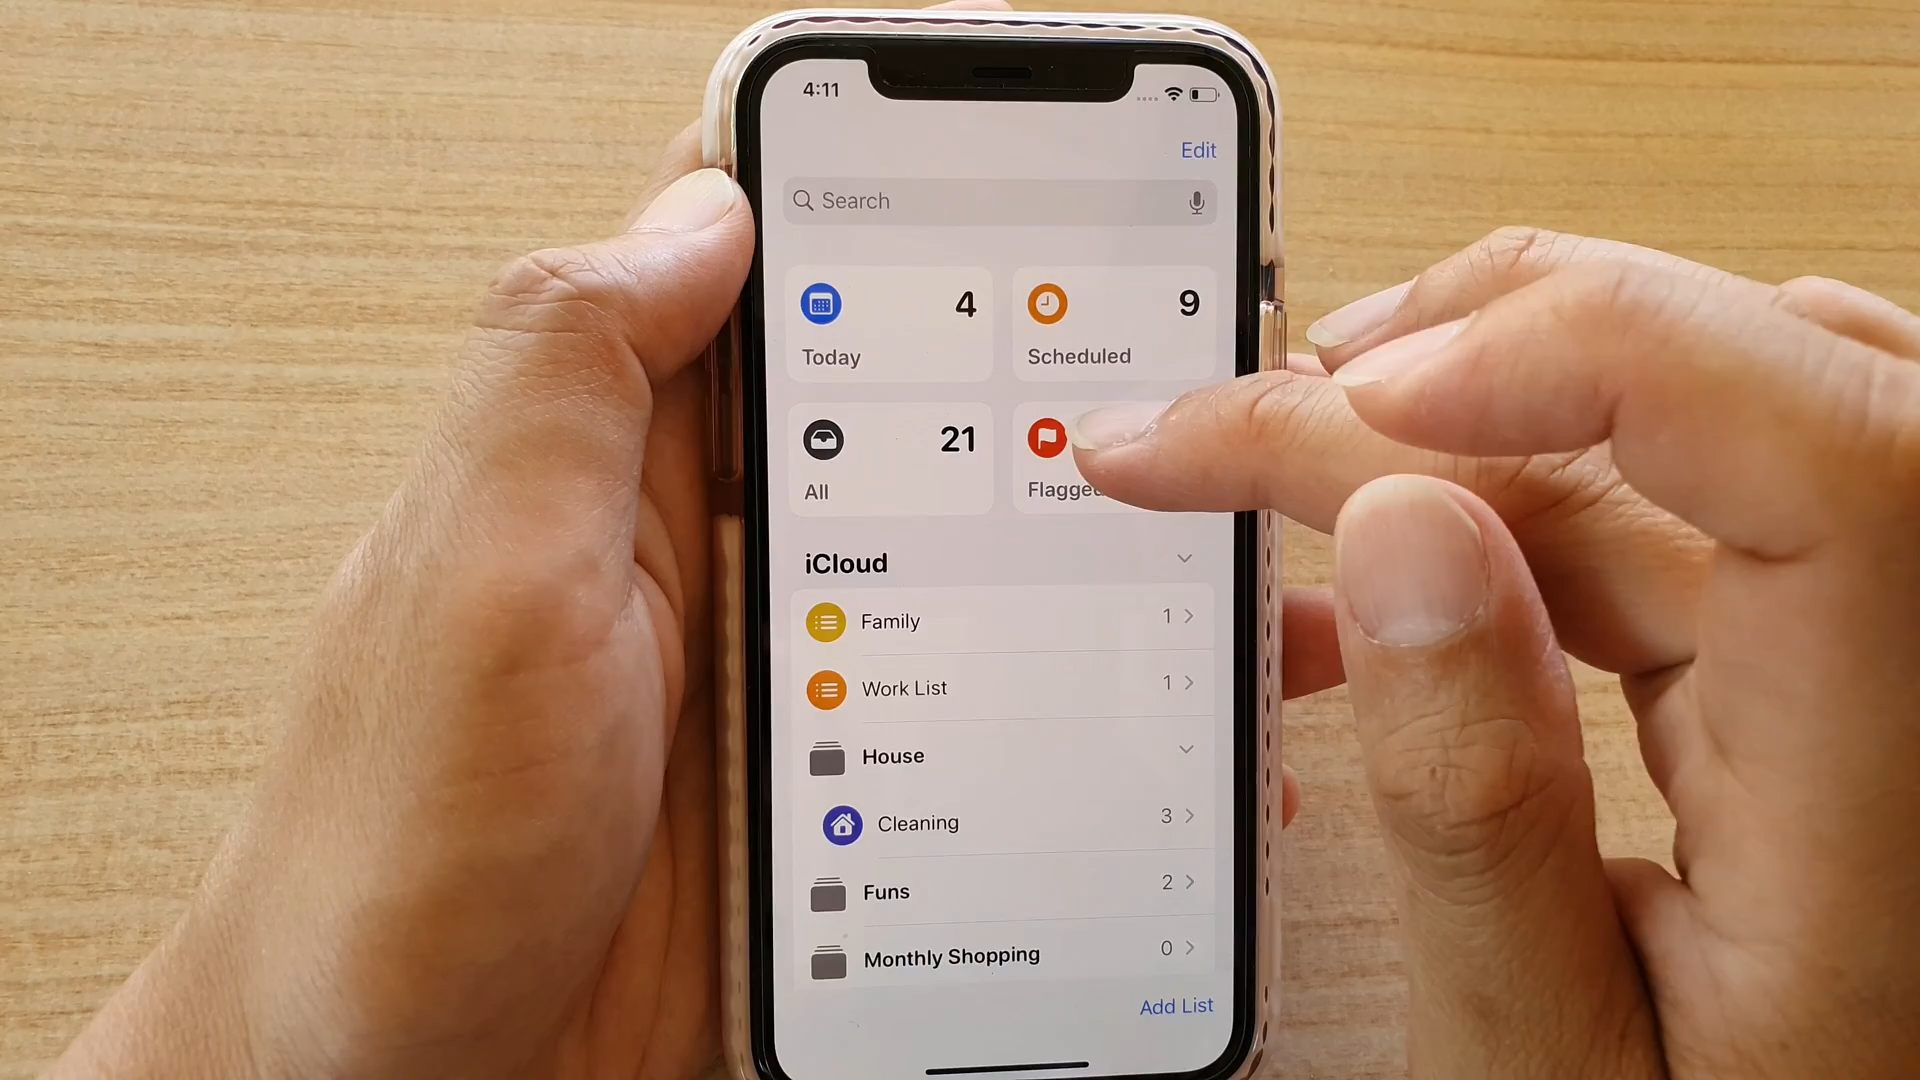 4:11
Edit
Search
4
9
Today
Scheduled
21
All
Flagged
iCloud
Family 1
Work List 1
House
Cleaning 3
Funs 2
Monthly Shopping 0
Add List